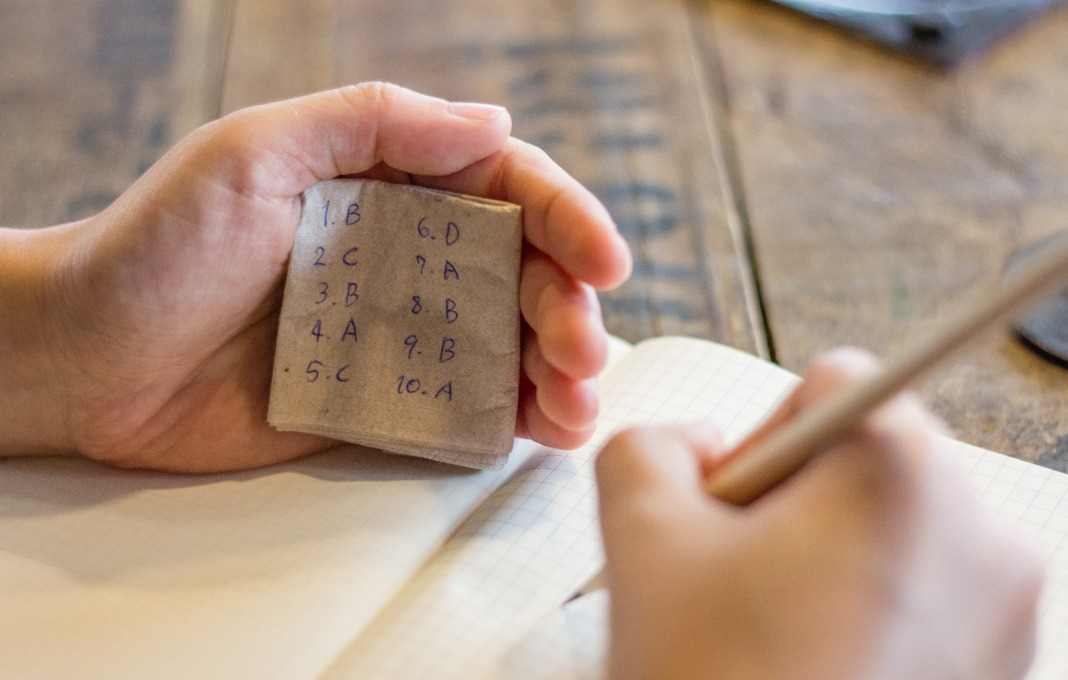 1. B
2. C
3. B
4. A
5. C
6. D
7. A
8. B
9. B
10. A